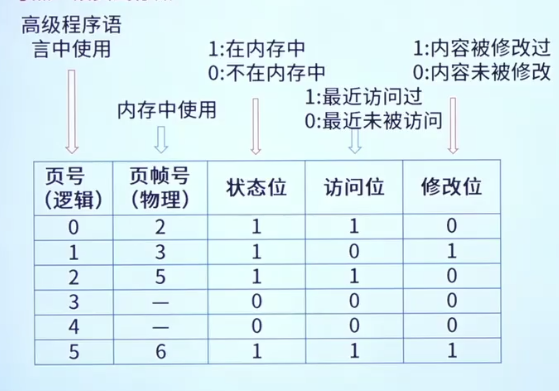 高级程序语
言中使用
1:在内存中
0:不在内存中
1:内容被修改过
0:内容未被修改
内存中使用
1:最近访问过
0:最近未被访问
页号
(逻辑)
页帧号
(物理)
状态位
访问位
修改位
0 2 1 1 0
1 3 1 0 1
2 5 1 1 0
3 — 0 0 0
4 — 0 0 0
5 6 1 1 1